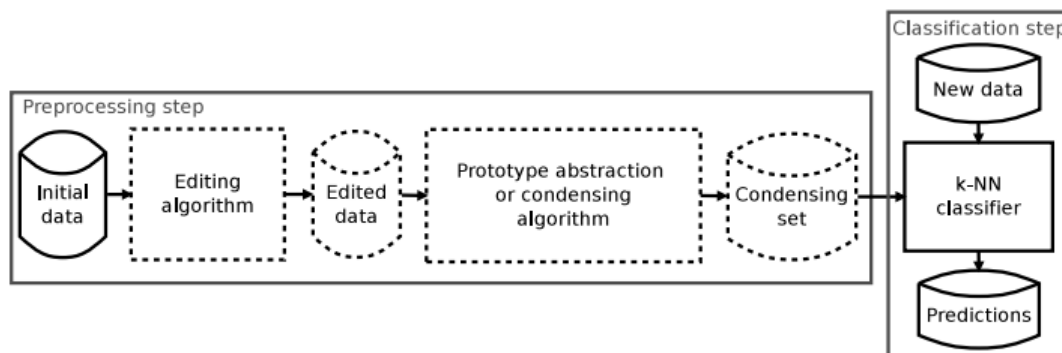 Classification step
New data
Preprocessing step
Initial
data
Editing
algorithm
Edited
data
Prototype abstraction
or condensing
algorithm
Condensing
set
k-NN
classifier
Predictions